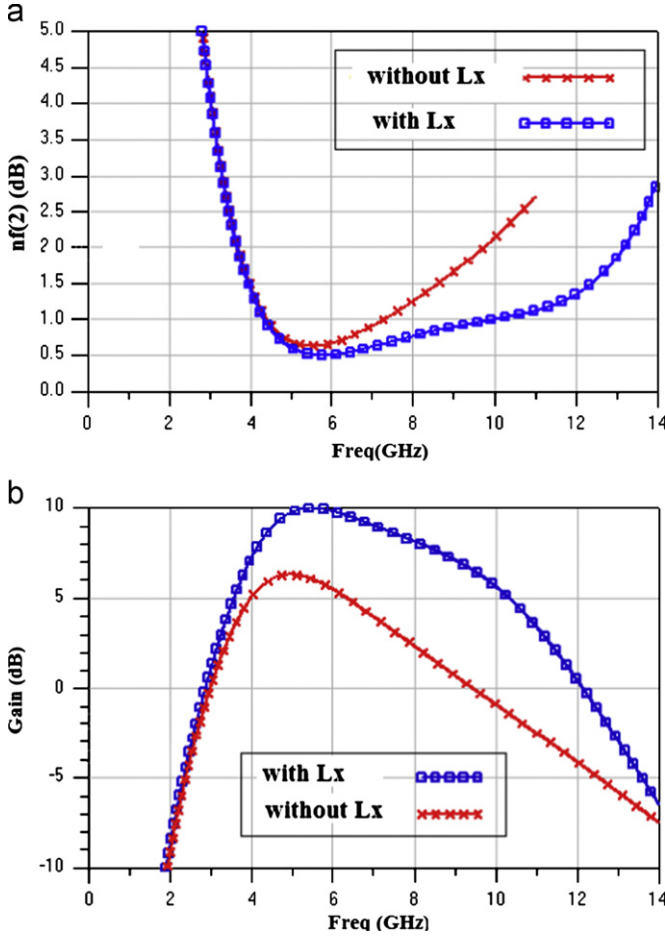 a
5.0
4.5
4.0
3.5
3.0
2.5
2.0
1.5
1.0
0.5
0.0
nf(2) (dB)
without Lx
with Lx
0 2 4 6 8 10 12 14
Freq(GHz)
b
10
5
0
-5
-10
Gain (dB)
with Lx
without Lx
0 2 4 6 8 10 12 14
Freq (GHz)